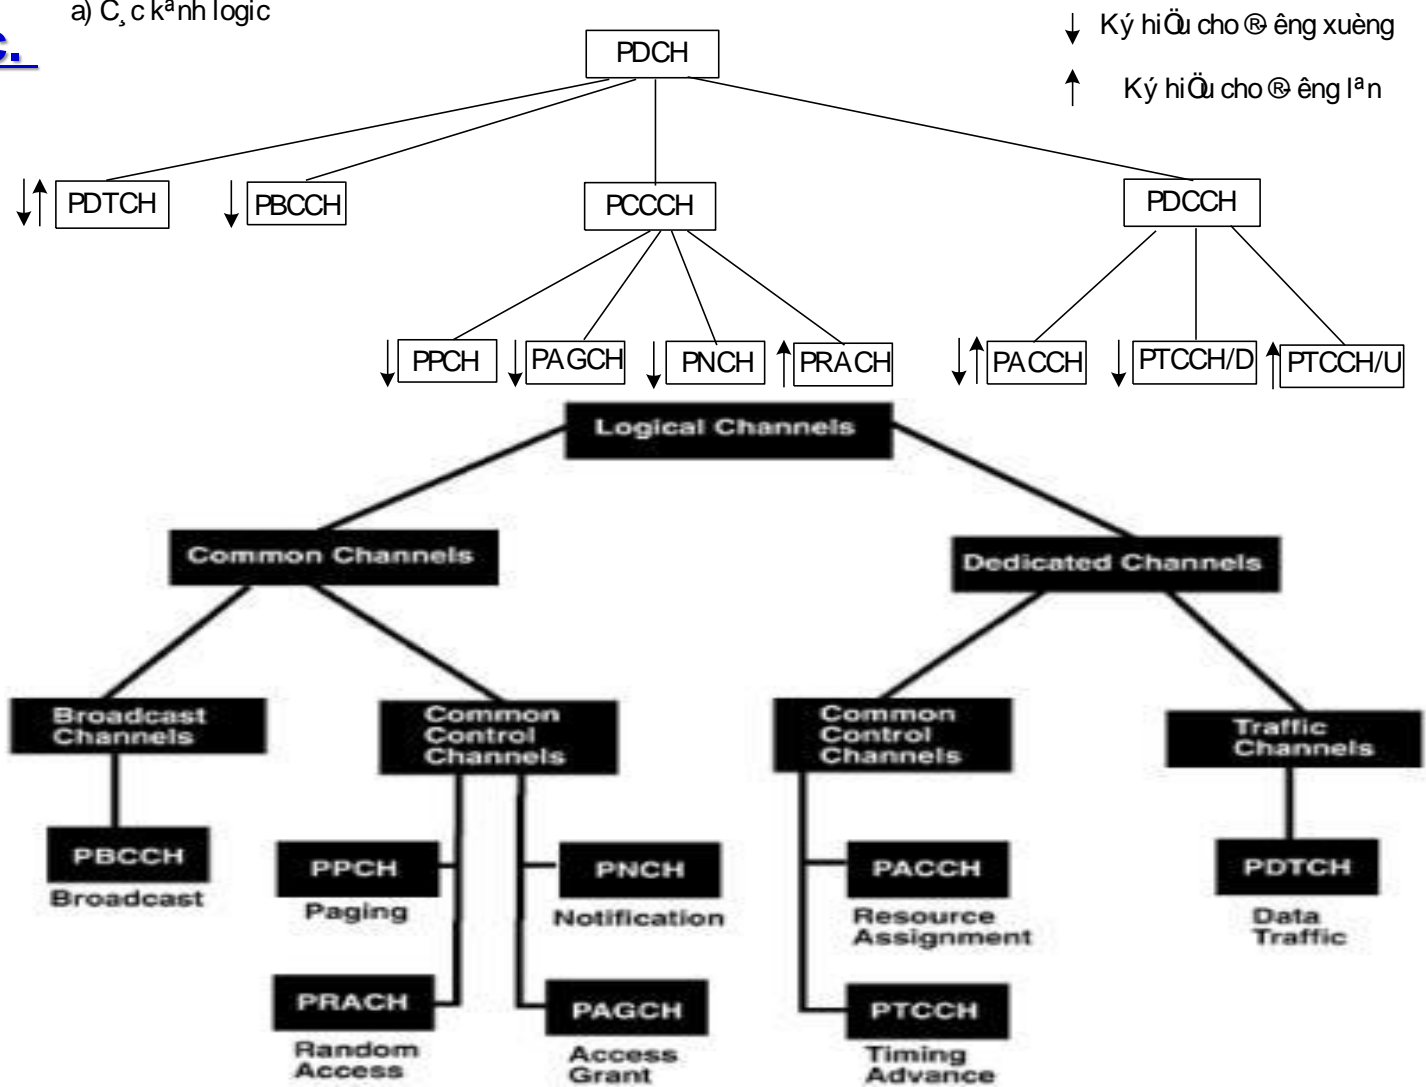 a) C¸c kªnh logic
c.
Ký hiÖu cho ®­êng xuèng
Ký hiÖu cho ®­êng lªn
PDCH
PDTCH
PBCCH
PCCCH
PDCCH
PPCH
PAGCH
PNCH
PRACH
PACCH
PTCCH/D
PTCCH/U
Logical Channels
Common Channels
Dedicated Channels
Broadcast
Channels
Common
Control
Channels
Common
Control
Channels
Traffic
Channels
PBCCH
Broadcast
PPCH
Paging
PNCH
Notification
PACCH
Resource
Assignment
PDTCH
Data
Traffic
PRACH
Random
Access
PAGCH
Access
Grant
PTCCH
Timing
Advance